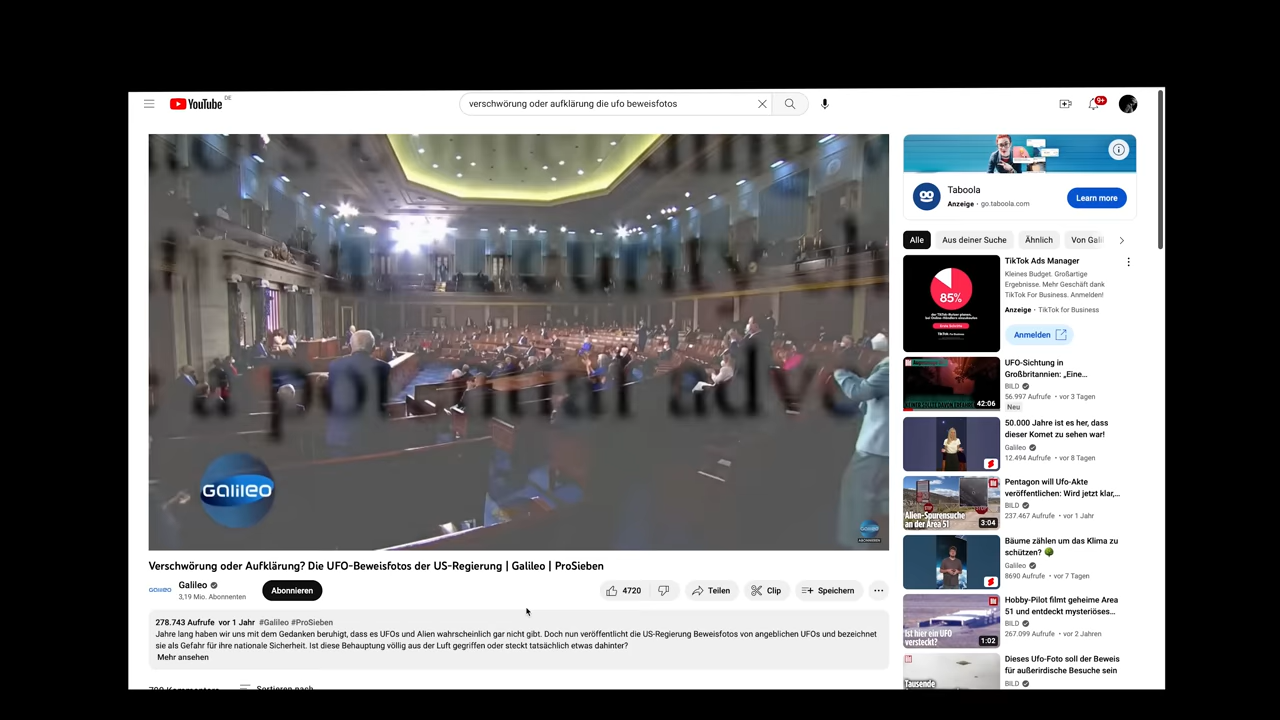 YouTube DE
verschwörung oder aufklärung die ufo beweisfotos
9+
adve
GALILEO
GALILEO
ABONNIEREN
Verschwörung oder Aufklärung? Die UFO-Beweisfotos der US-Regierung | Galileo | ProSieben
GALILEO
Galileo
3,19 Mio. Abonnenten
Abonnieren
4720
Teilen
Clip
Speichern
278.743 Aufrufe vor 1 Jahr #Galileo #ProSieben
Jahre lang haben wir uns mit dem Gedanken beruhigt, dass es UFOs und Alien wahrscheinlich gar nicht gibt. Doch nun veröffentlicht die US-Regierung Beweisfotos von angeblichen UFOs und bezeichnet
sie als Gefahr für ihre nationale Sicherheit. Ist diese Behauptung völlig aus der Luft gegriffen oder steckt tatsächlich etwas dahinter?
Mehr ansehen
Kommentare
Sortieren nach
Taboola
Anzeige · go.taboola.com
Learn more
Alle
Aus deiner Suche
Ähnlich
Von Gali
85%
TikTok Ads Manager
Kleines Budget. Großartige
Ergebnisse. Mehr Geschäft dank
TikTok For Business. Anmelden!
Anzeige · TikTok for Business
Anmelden
42:06
UFO-Sichtung in
Großbritannien: „Eine...
BILD
56.997 Aufrufe · vor 3 Tagen
Neu
50.000 Jahre ist es her, dass
dieser Komet zu sehen war!
Galileo
12.494 Aufrufe · vor 8 Tagen
Alien-Spurensuche
an der Area 51
3:04
Pentagon will Ufo-Akte
veröffentlichen: Wird jetzt klar,...
BILD
237.467 Aufrufe · vor 1 Jahr
Bäume zählen um das Klima zu
schützen? 🌳
Galileo
8690 Aufrufe · vor 7 Tagen
Ist hier ein UFO
versteckt?
1:02
Hobby-Pilot filmt geheime Area
51 und entdeckt mysteriöses...
BILD
267.099 Aufrufe · vor 2 Jahren
Tausende
Dieses Ufo-Foto soll der Beweis
für außerirdische Besuche sein
BILD